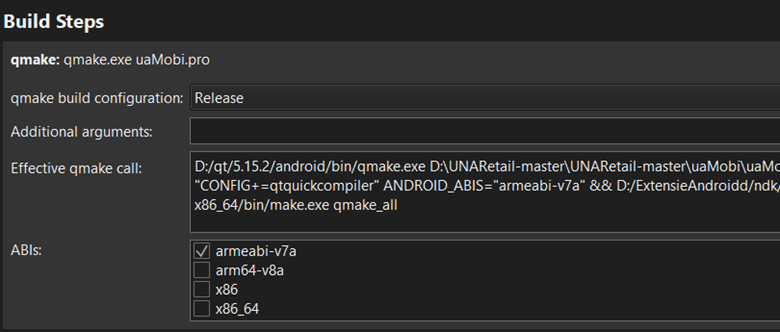 Build Steps
qmake: qmake.exe uaMobi.pro
qmake build configuration: Release
Additional arguments:
Effective qmake call: D:/qt/5.15.2/android/bin/qmake.exe D:\UNARetail-master\UNARetail-master\uaMobi\uaMo
"CONFIG+=qtquickcompiler" ANDROID_ABIS="armeabi-v7a" && D:/ExtensieAndroidd/ndk/
x86_64/bin/make.exe qmake_all
ABIs: armeabi-v7a
arm64-v8a
x86
x86_64